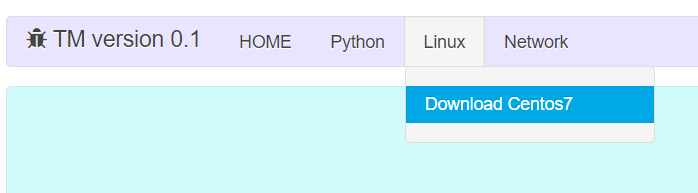 TM version 0.1 HOME Python Linux Network
Download Centos7